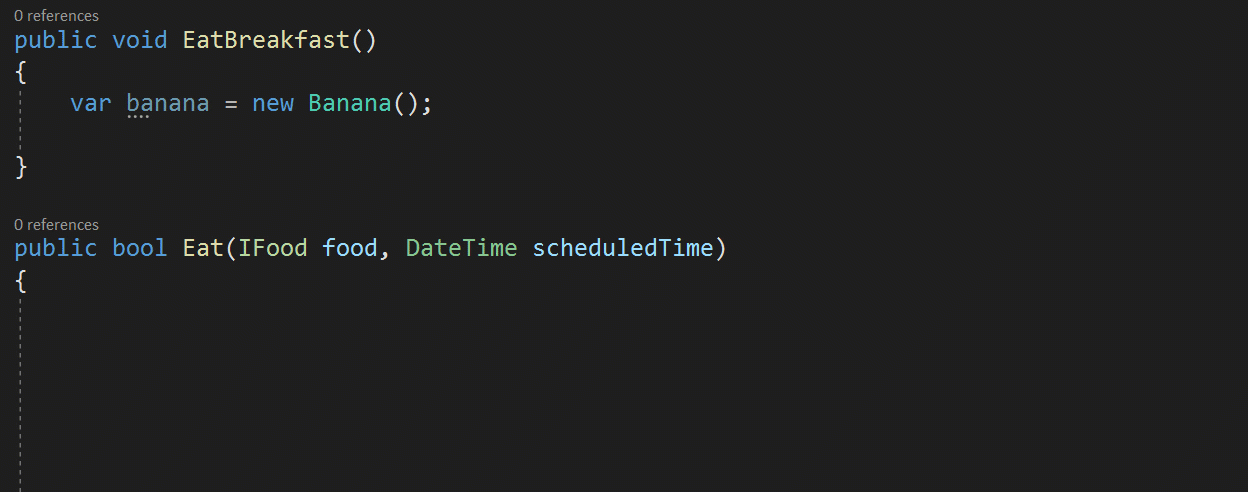 0 references
public void EatBreakfast()
{
    var banana = new Banana();
}
0 references
public bool Eat(IFood food, DateTime scheduledTime)
{